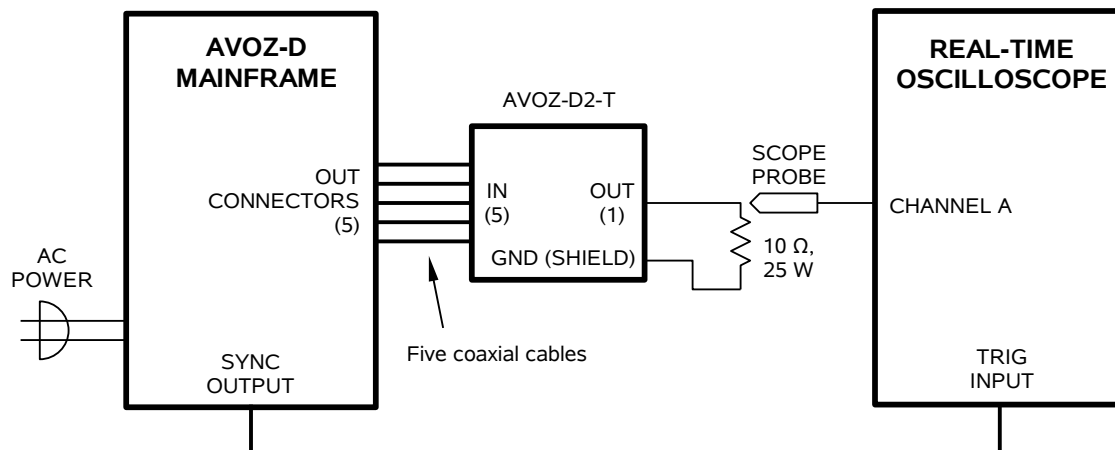 AVOZ-D
MAINFRAME
OUT
CONNECTORS
(5)
AC
POWER
SYNC
OUTPUT
AVOZ-D2-T
IN
(5)
OUT
(1)
GND (SHIELD)
Five coaxial cables
SCOPE
PROBE
10 Ω,
25 W
REAL-TIME
OSCILLOSCOPE
CHANNEL A
TRIG
INPUT